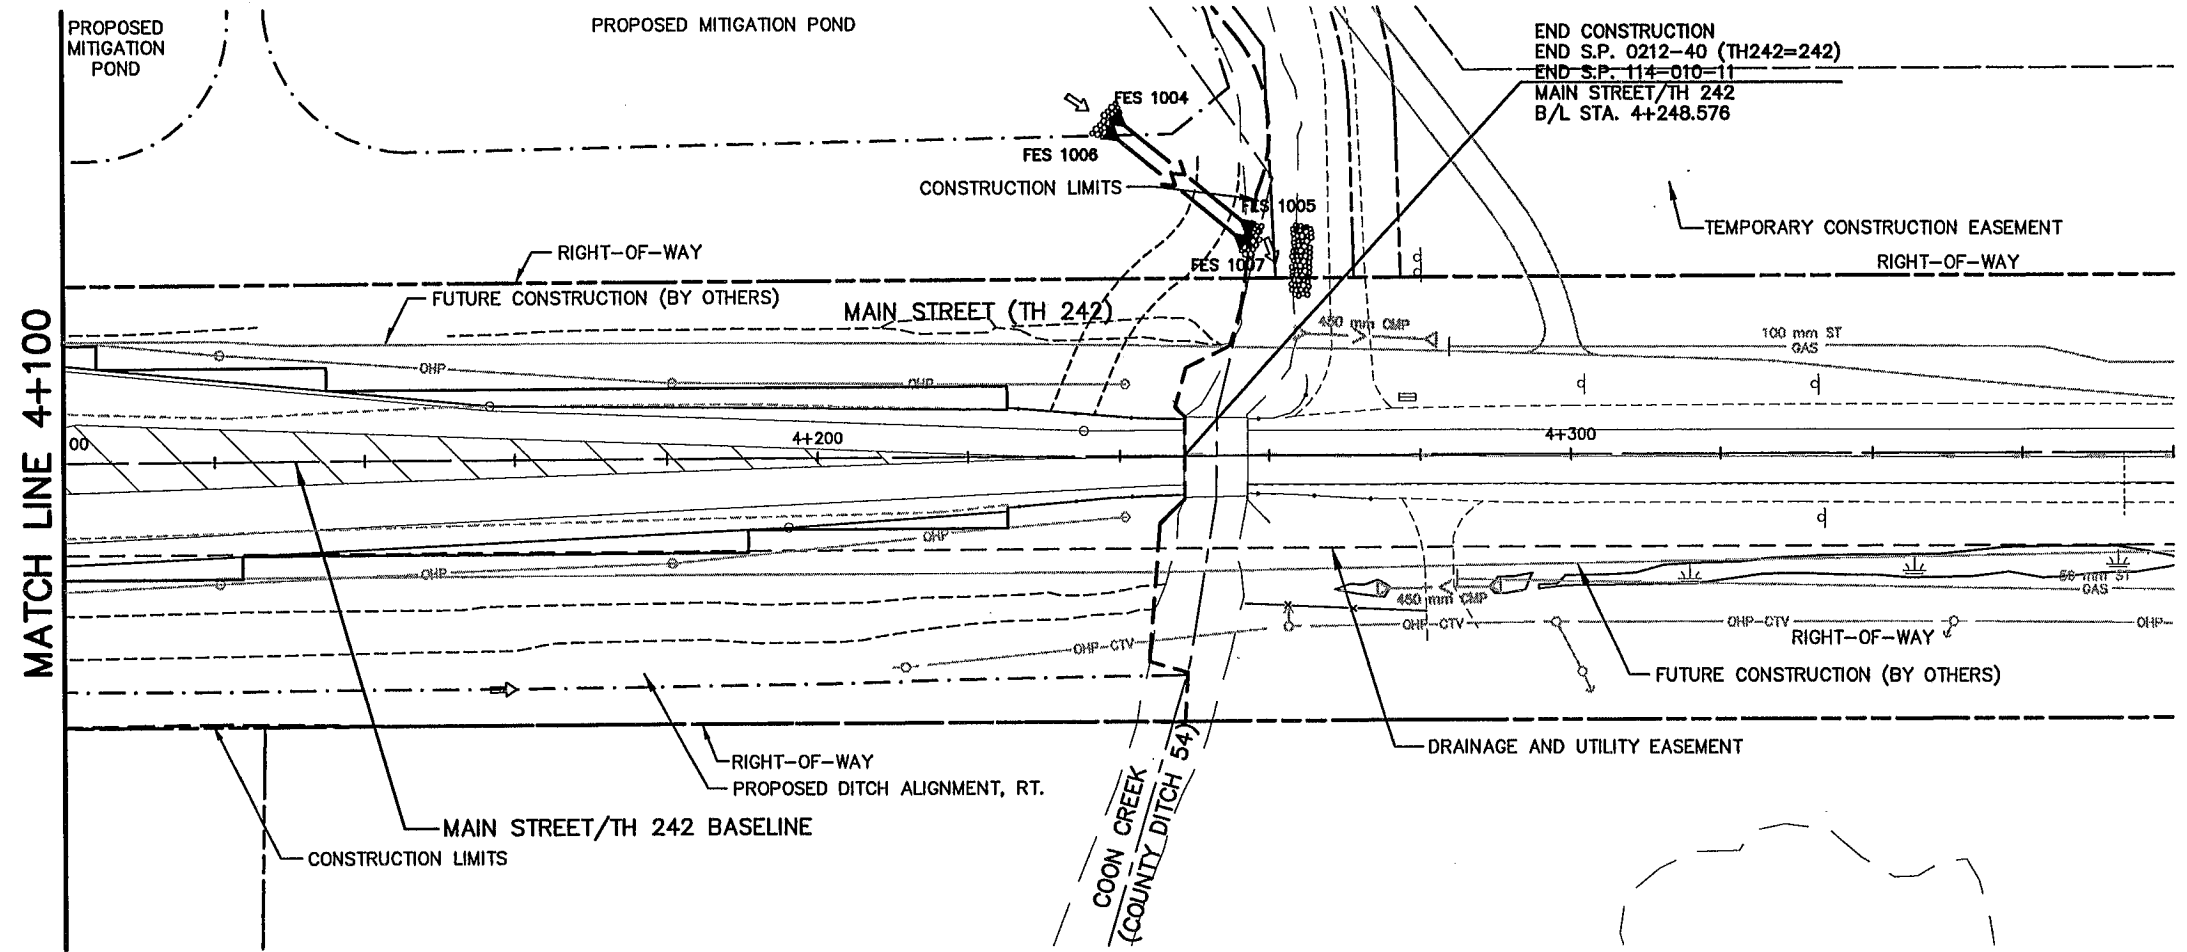 PROPOSED
MITIGATION
POND
PROPOSED MITIGATION POND
END CONSTRUCTION
END S.P. 0212-40 (TH242=242)
END S.P. 114-010-11
MAIN STREET/TH 242
B/L STA. 4+248.576
FES 1004
FES 1006
CONSTRUCTION LIMITS
FES 1005
FES 1007
TEMPORARY CONSTRUCTION EASEMENT
RIGHT-OF-WAY
RIGHT-OF-WAY
FUTURE CONSTRUCTION (BY OTHERS)
MAIN STREET (TH 242)
450 mm CMP
100 mm ST
GAS
OHP
OHP
MATCH LINE 4+100
00
4+200
4+300
OHP
OHP
450 mm CMP
GAS
OHP-CTV
OHP-CTV
OHP-CTV
OHP-
RIGHT-OF-WAY
FUTURE CONSTRUCTION (BY OTHERS)
DRAINAGE AND UTILITY EASEMENT
RIGHT-OF-WAY
PROPOSED DITCH ALIGNMENT, RT.
MAIN STREET/TH 242 BASELINE
CONSTRUCTION LIMITS
COON CREEK
(COUNTY DITCH 54)